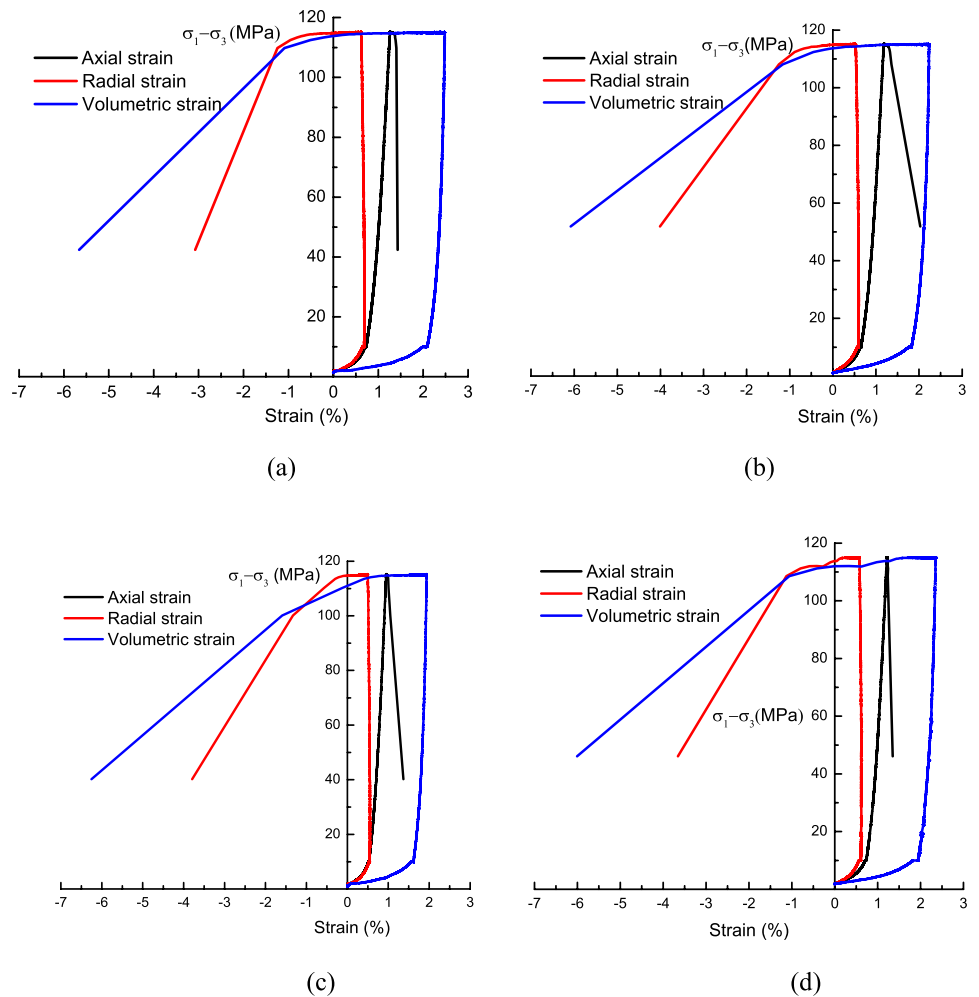 σ1−σ3(MPa)
Axial strain
Radial strain
Volumetric strain
120
100
80
60
40
20
-7 -6 -5 -4 -3 -2 -1 0 1 2 3
Strain (%)
(a)
σ1−σ3(MPa)
Axial strain
Radial strain
Volumetric strain
120
100
80
60
40
20
-7 -6 -5 -4 -3 -2 -1 0 1 2 3
Strain (%)
(b)
σ1−σ3 (MPa)
Axial strain
Radial strain
Volumetric strain
120
100
80
60
40
20
-7 -6 -5 -4 -3 -2 -1 0 1 2 3
Strain (%)
(c)
Axial strain
Radial strain
Volumetric strain
σ1−σ3(MPa)
120
100
80
60
40
20
-7 -6 -5 -4 -3 -2 -1 0 1 2 3
Strain (%)
(d)